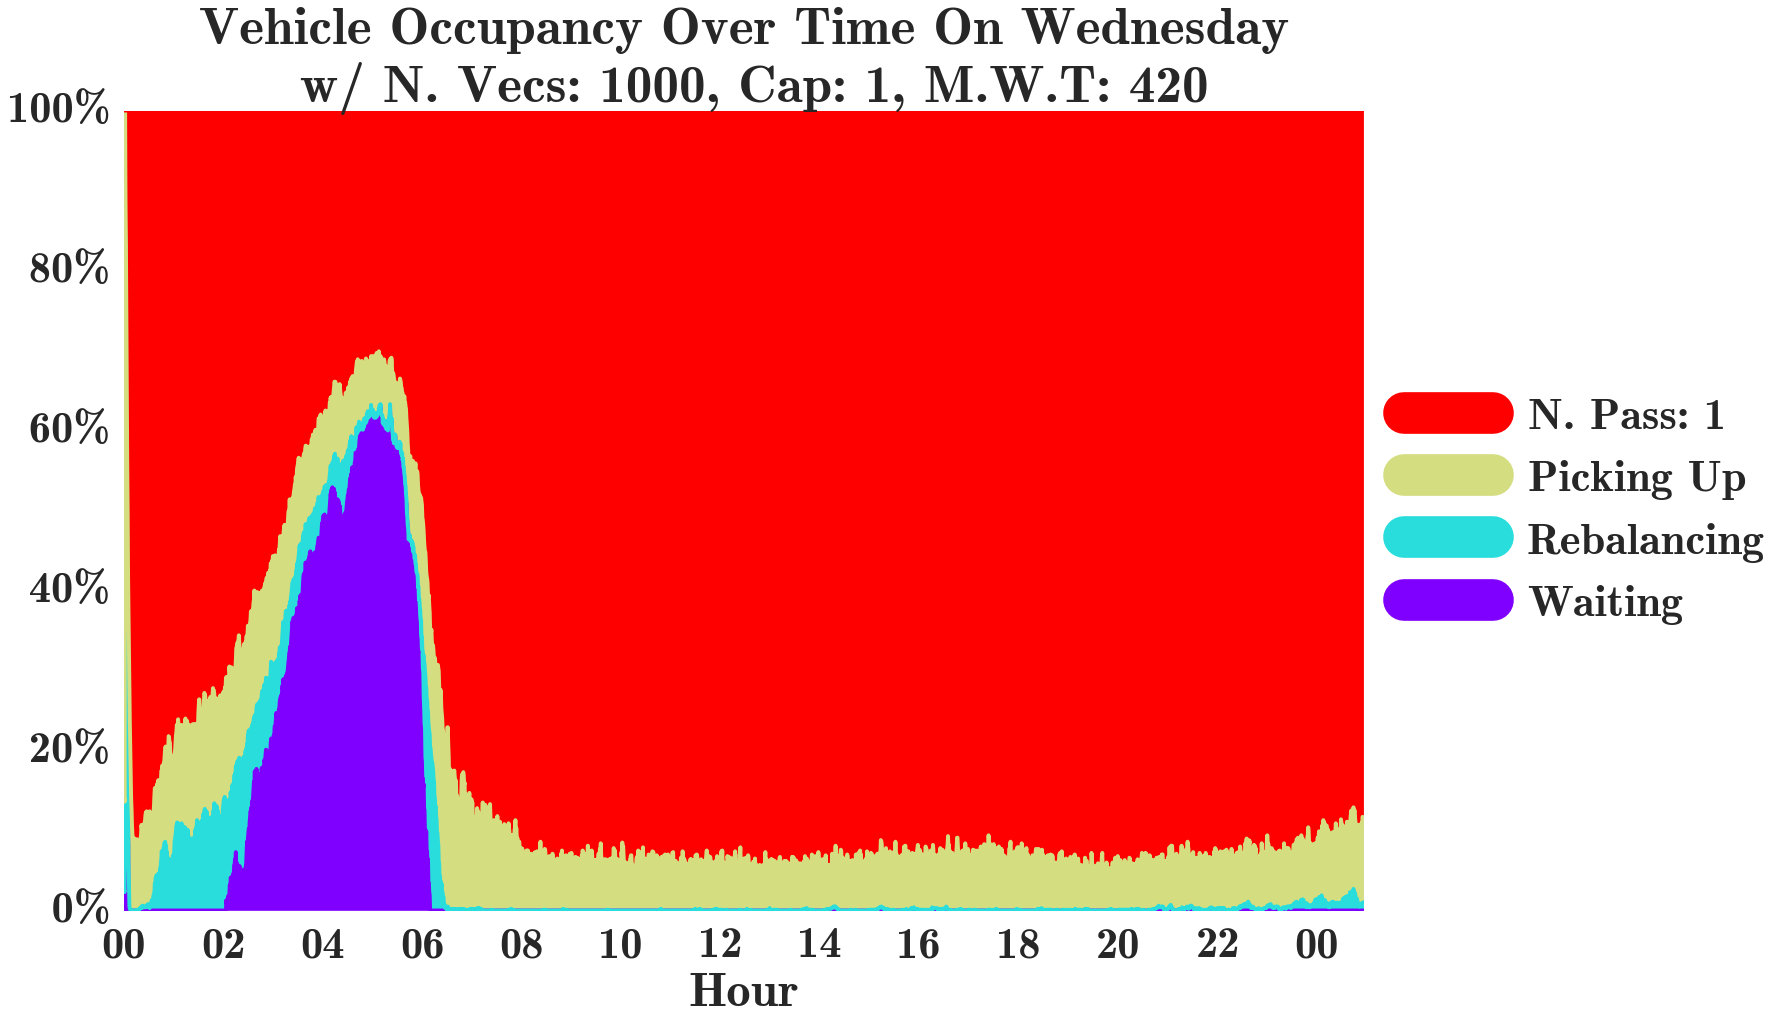 Vehicle Occupancy Over Time On Wednesday
w/ N. Vecs: 1000, Cap: 1, M.W.T: 420
100%
80%
60%
40%
20%
0%
00 02 04 06 08 10 12 14 16 18 20 22 00
Hour
N. Pass: 1
Picking Up
Rebalancing
Waiting